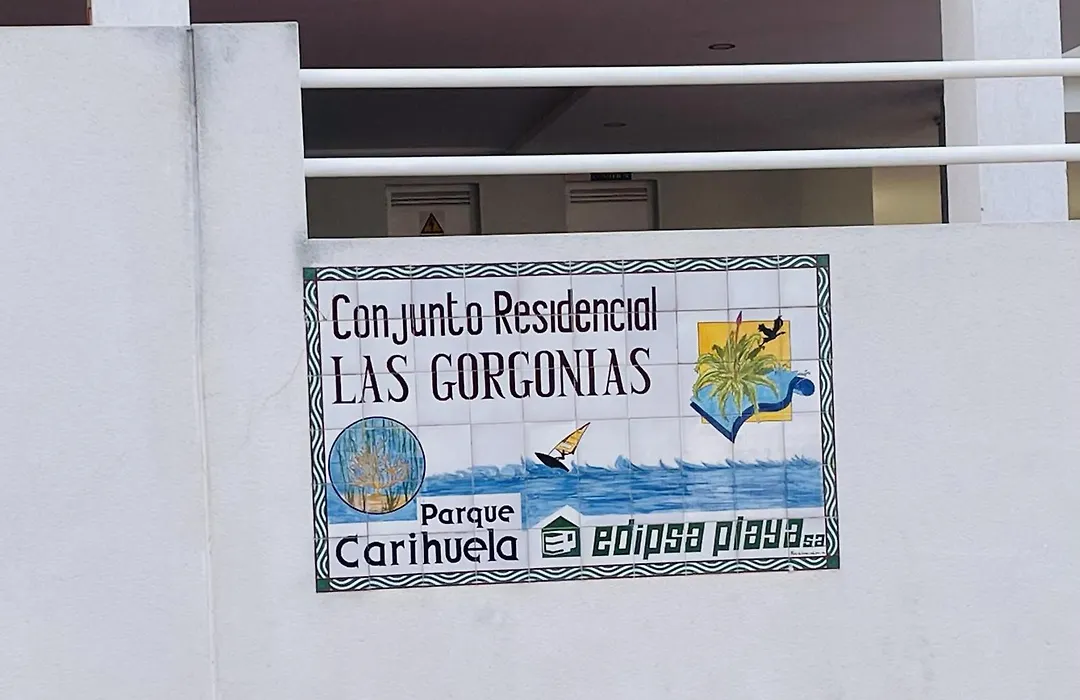 Conjunto Residencial
LAS GORGONIAS
Parque
Carihuela
edipsa playa sa